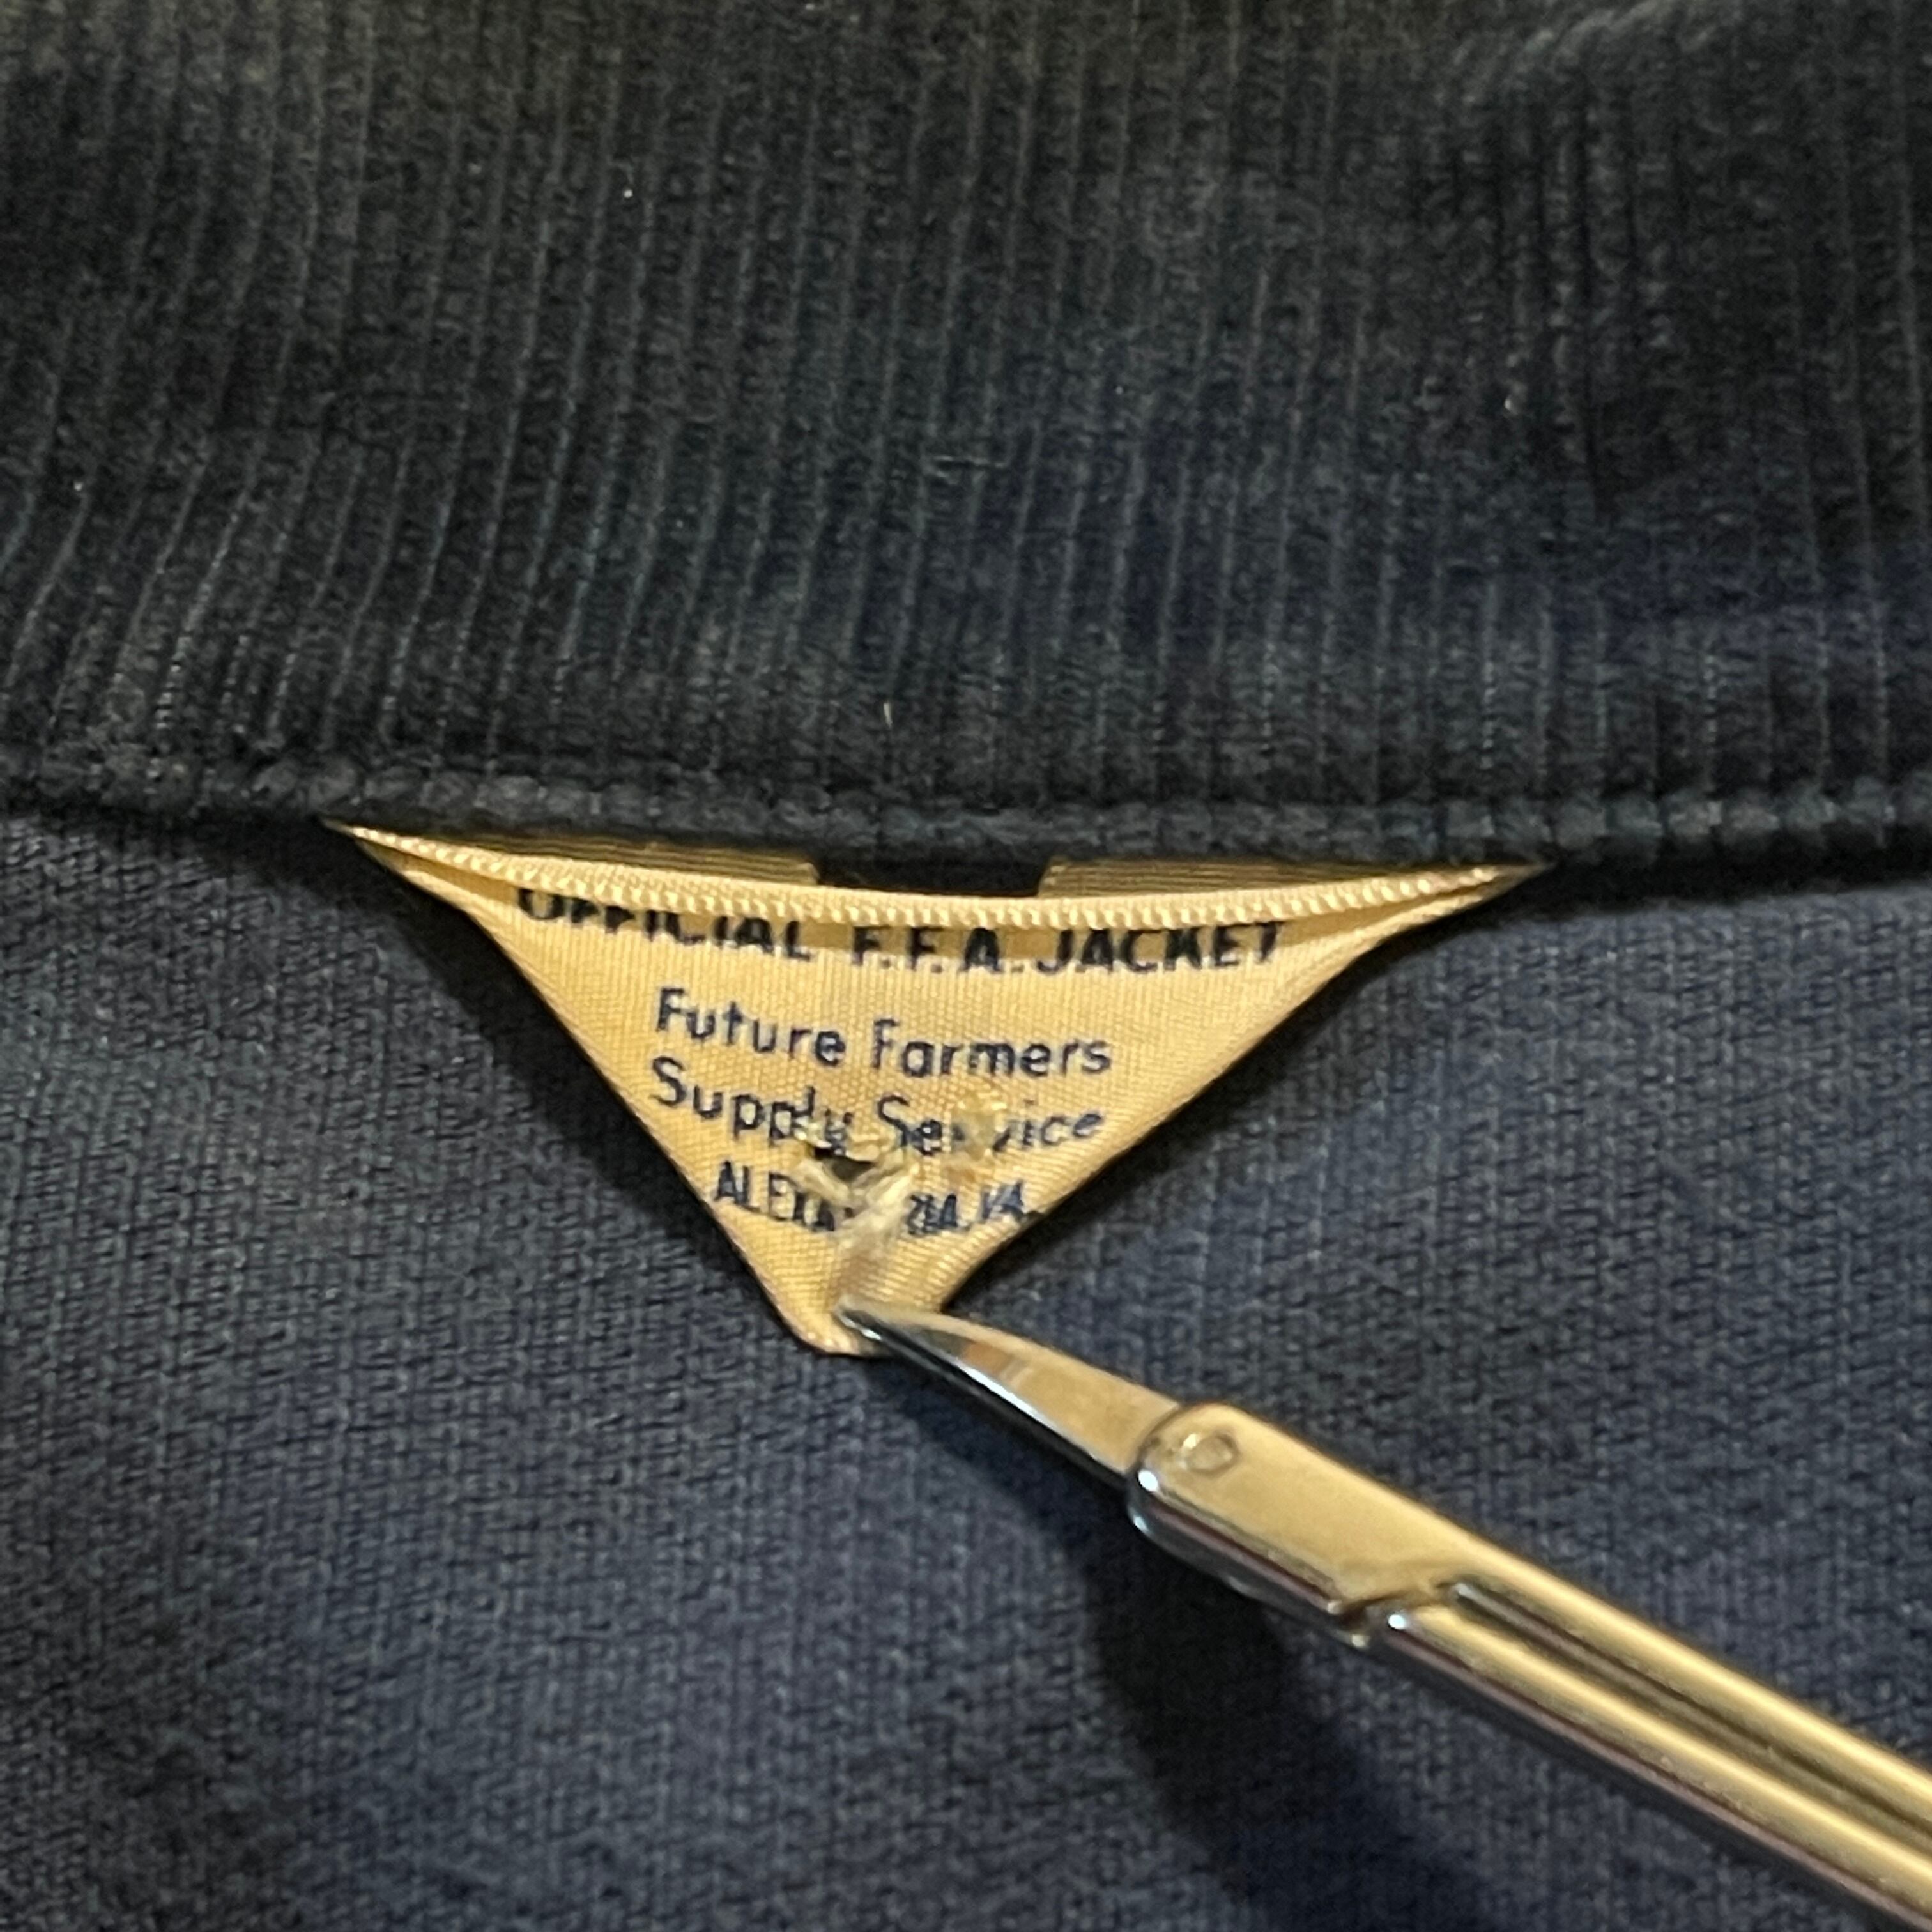 OFFICIAL F.F.A. JACKET
Future Farmers
Supply Service
VA.